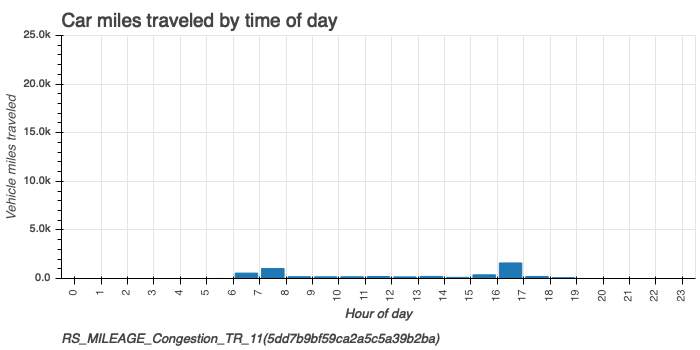 Car miles traveled by time of day
25.0k
20.0k
15.0k
10.0k
5.0k
0.0
Vehicle miles traveled
0 1 2 3 4 5 6 7 8 9 10 11 12 13 14 15 16 17 18 19 20 21 22 23
Hour of day
RS_MILEAGE_Congestion_TR_11(5dd7b9bf59ca2a5c5a39b2ba)